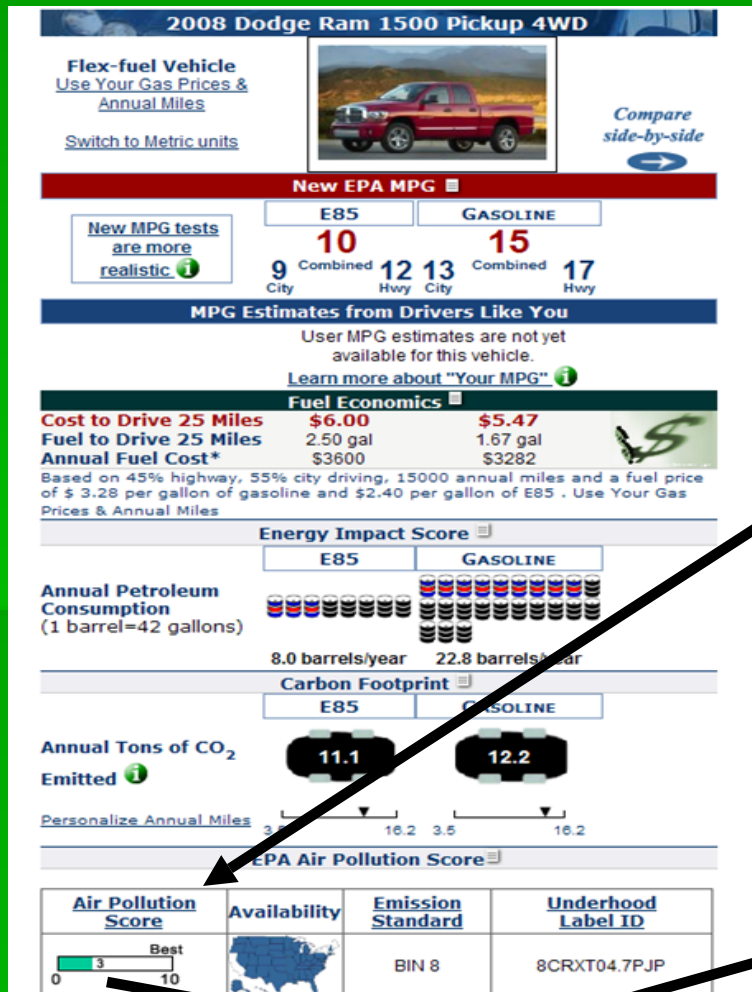 2008 Dodge Ram 1500 Pickup 4WD
Flex-fuel Vehicle
Use Your Gas Prices &
Annual Miles
Switch to Metric units
Compare
side-by-side
New EPA MPG
New MPG tests
are more
realistic
E85 GASOLINE
10 15
9 Combined 12 13 Combined 17
City Hwy City Hwy
MPG Estimates from Drivers Like You
User MPG estimates are not yet
available for this vehicle.
Learn more about "Your MPG"
Fuel Economics
Cost to Drive 25 Miles $6.00 $5.47
Fuel to Drive 25 Miles 2.50 gal 1.67 gal
Annual Fuel Cost* $3600 $3282
Based on 45% highway, 55% city driving, 15000 annual miles and a fuel price
of $ 3.28 per gallon of gasoline and $2.40 per gallon of E85 . Use Your Gas
Prices & Annual Miles
Energy Impact Score
E85 GASOLINE
Annual Petroleum
Consumption
(1 barrel=42 gallons)
8.0 barrels/year 22.8 barrels/year
Carbon Footprint
E85 GASOLINE
Annual Tons of CO2
Emitted
11.1 12.2
Personalize Annual Miles
16.2 3.5 16.2
EPA Air Pollution Score
Air Pollution
Score
Availability
Emission
Standard
Underhood
Label ID
Best
3
0 10
BIN 8
8CRXT04.7PJP